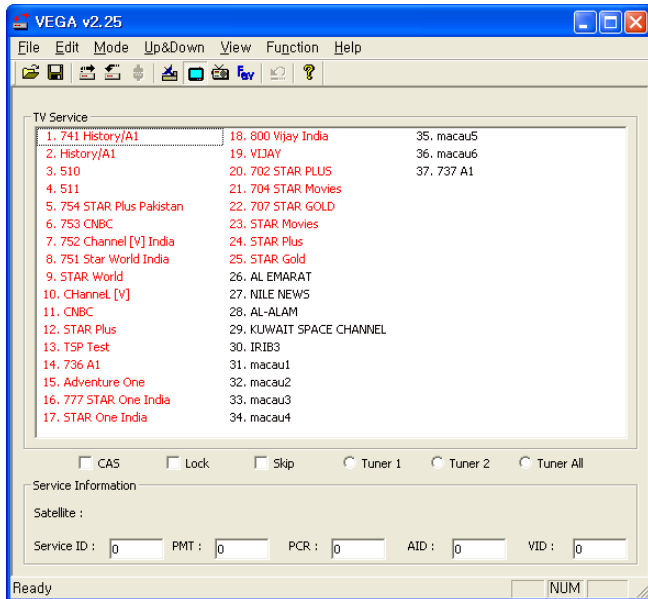 VEGA v2.25
File Edit Mode Up&Down View Function Help
Fav
TV Service
1. 741 History/A1
2. History/A1
3. 510
4. 511
5. 754 STAR Plus Pakistan
6. 753 CNBC
7. 752 Channel [V] India
8. 751 Star World India
9. STAR World
10. CHanneL [V]
11. CNBC
12. STAR Plus
13. TSP Test
14. 736 A1
15. Adventure One
16. 777 STAR One India
17. STAR One India
18. 800 Vijay India
19. VIJAY
20. 702 STAR PLUS
21. 704 STAR Movies
22. 707 STAR GOLD
23. STAR Movies
24. STAR Plus
25. STAR Gold
26. AL EMARAT
27. NILE NEWS
28. AL-ALAM
29. KUWAIT SPACE CHANNEL
30. IRIB3
31. macau1
32. macau2
33. macau3
34. macau4
35. macau5
36. macau6
37. 737 A1
CAS Lock Skip Tuner 1 Tuner 2 Tuner All
Service Information
Satellite :
Service ID : 0 PMT : 0 PCR : 0 AID : 0 VID : 0
Ready NUM